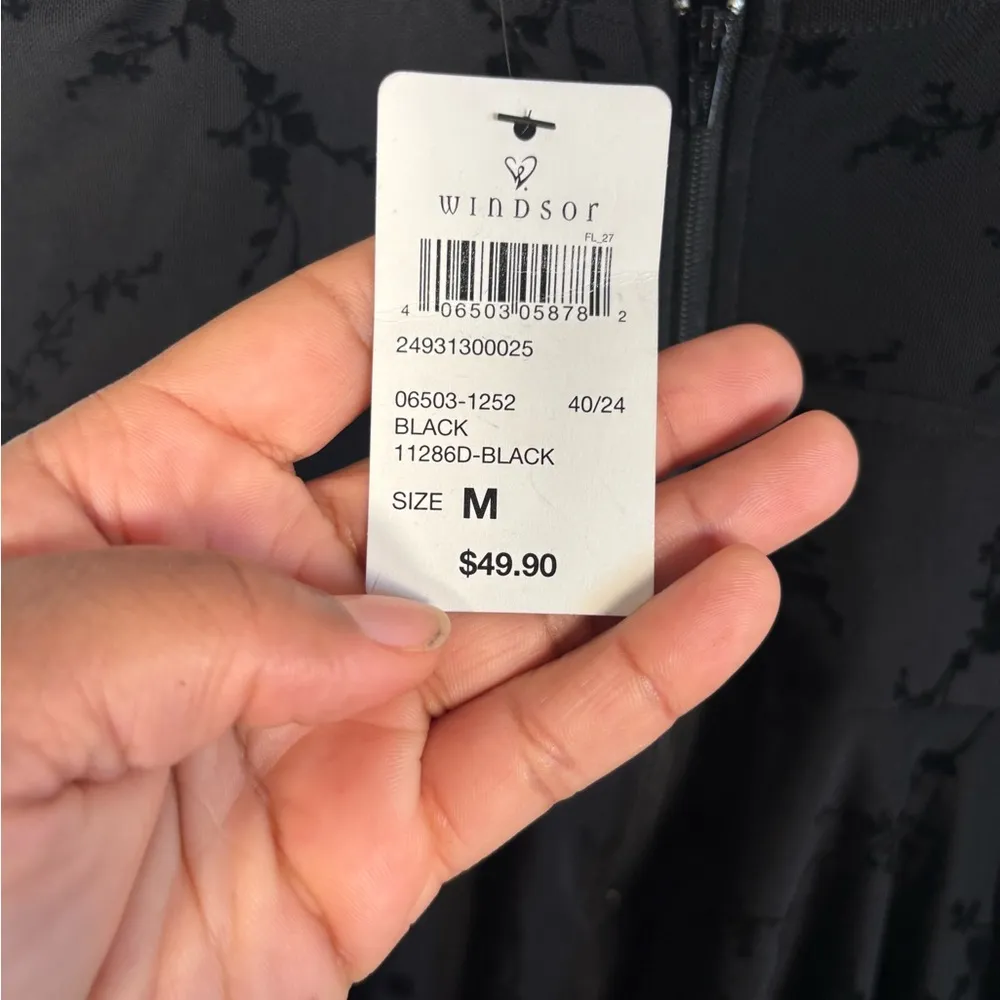 WINDSOR
FL_27
4 06503 05878 2
24931300025
06503-1252 40/24
BLACK
11286D-BLACK
SIZE M
$49.90